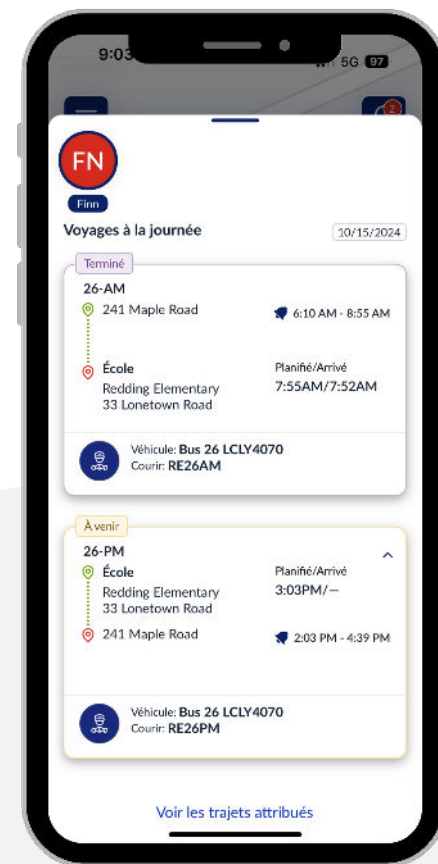 9:03
5G 97
2
FN
Finn
Voyages à la journée
10/15/2024
Terminé
26-AM
241 Maple Road
6:10 AM - 8:55 AM
École
Planifié/Arrivé
Redding Elementary
7:55AM/7:52AM
33 Lonetown Road
Véhicule: Bus 26 LCLY4070
Courir: RE26AM
À venir
26-PM
École
Planifié/Arrivé
Redding Elementary
3:03PM/—
33 Lonetown Road
241 Maple Road
2:03 PM - 4:39 PM
Véhicule: Bus 26 LCLY4070
Courir: RE26PM
Voir les trajets attribués